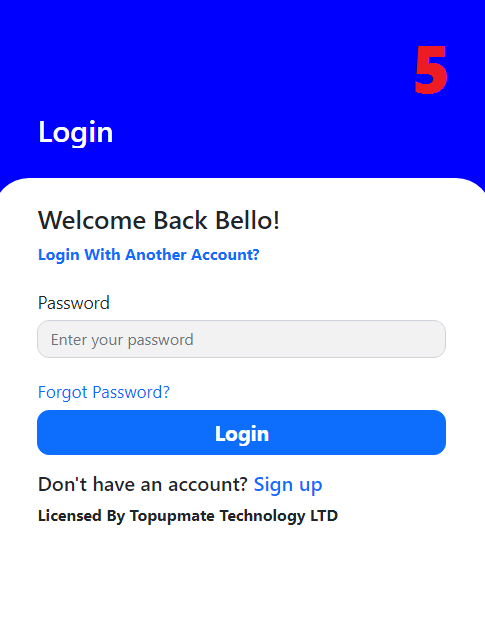 5
Login
Welcome Back Bello!
Login With Another Account?
Password
Enter your password
Forgot Password?
Login
Don't have an account? Sign up
Licensed By Topupmate Technology LTD